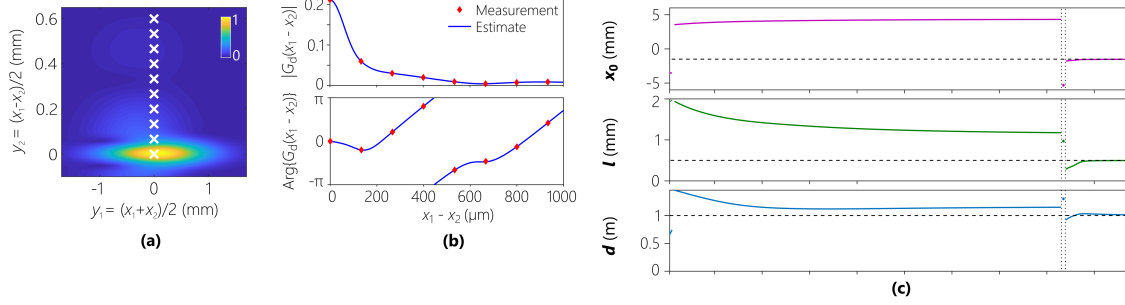 y₂ = (x₁-x₂)/2 (mm)
0.6
0.4
0.2
0
1
0
-1
0
1
y₁ = (x₁+x₂)/2 (mm)
(a)
|G_d(x₁ - x₂)|
0.2
0.1
0
Measurement
Estimate
Arg{G_d(x₁ - x₂)}
π
0
-π
0
200
400
600
800
1000
x₁ - x₂ (μm)
(b)
x₀ (mm)
5
0
-5
l (mm)
2
1
0
d (m)
1
0.5
0
(c)